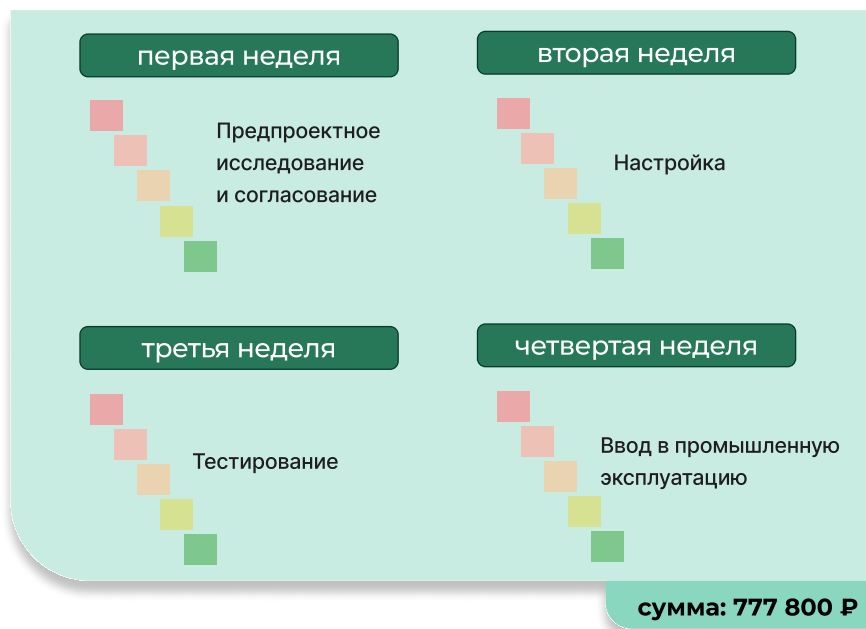 первая неделя
Предпроектное
исследование
и согласование
вторая неделя
Настройка
третья неделя
Тестирование
четвертая неделя
Ввод в промышленную
эксплуатацию
сумма: 777 800 ₽